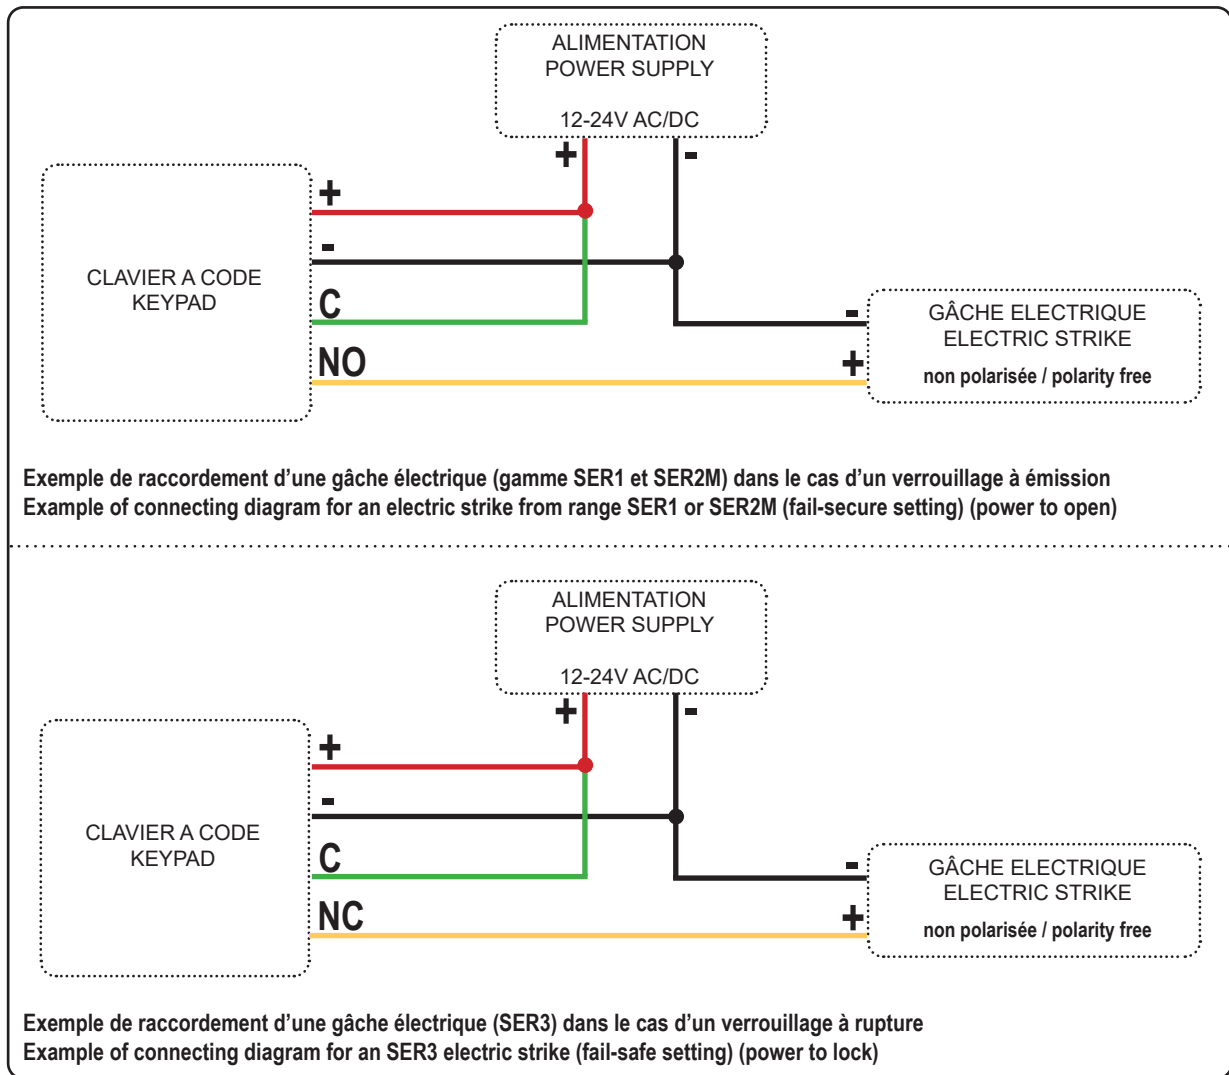 ALIMENTATION
POWER SUPPLY
12-24V AC/DC
+ -
+
-
CLAVIER A CODE
KEYPAD
C
NO
-
+
GÂCHE ELECTRIQUE
ELECTRIC STRIKE
non polarisée / polarity free
Exemple de raccordement d’une gâche électrique (gamme SER1 et SER2M) dans le cas d’un verrouillage à émission
Example of connecting diagram for an electric strike from range SER1 or SER2M (fail-secure setting) (power to open)
ALIMENTATION
POWER SUPPLY
12-24V AC/DC
+ -
+
-
CLAVIER A CODE
KEYPAD
C
NC
-
+
GÂCHE ELECTRIQUE
ELECTRIC STRIKE
non polarisée / polarity free
Exemple de raccordement d’une gâche électrique (SER3) dans le cas d’un verrouillage à rupture
Example of connecting diagram for an SER3 electric strike (fail-safe setting) (power to lock)